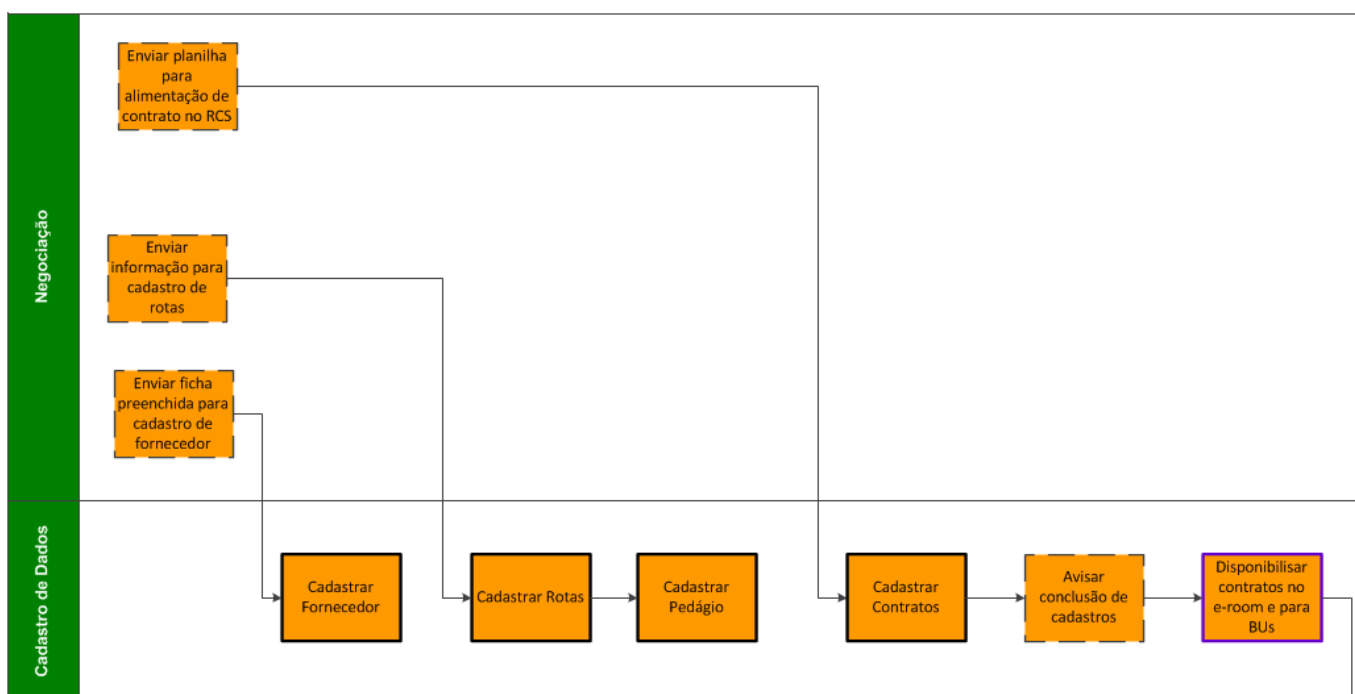 Negociação
Enviar planilha
para
alimentação de
contrato no RCS
Enviar
informação para
cadastro de
rotas
Enviar ficha
preenchida para
cadastro de
fornecedor
Cadastro de Dados
Cadastrar
Fornecedor
Cadastrar Rotas
Cadastrar
Pedágio
Cadastrar
Contratos
Avisar
conclusão de
cadastros
Disponibilisar
contratos no
e-room e para
BUs